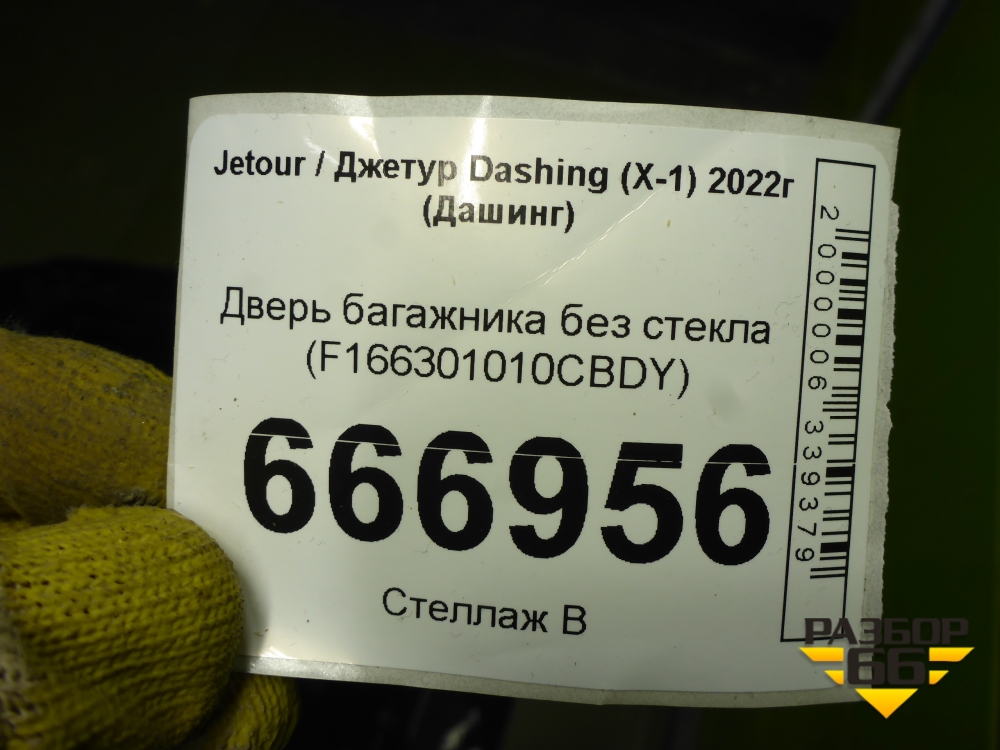 Jetour / Джетур Dashing (X-1) 2022г
(Дашинг)
Дверь багажника без стекла
(F166301010CBDY)
666956
Стеллаж В
2000006339379
РАЗБОР
66